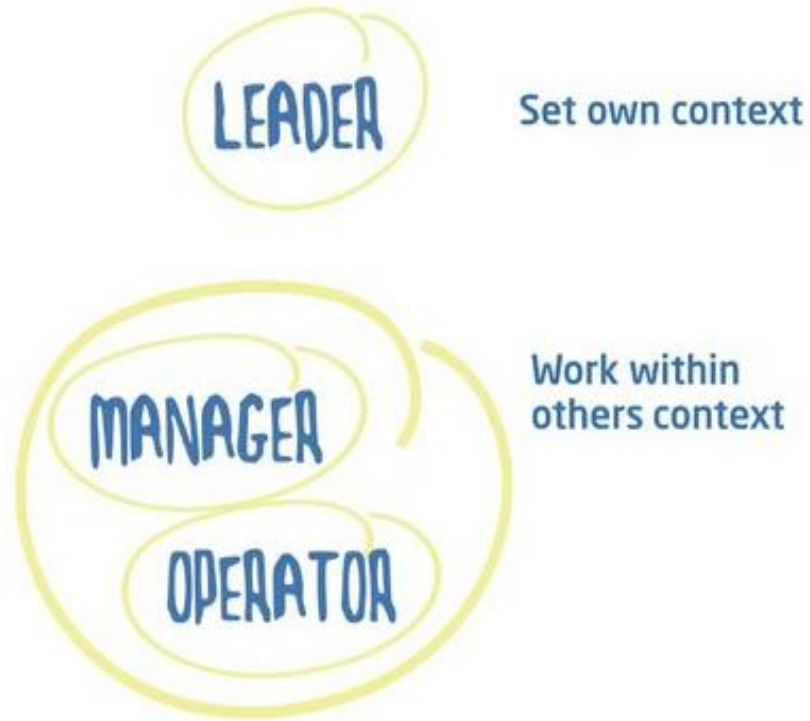 LEADER
Set own context
MANAGER
Work within
others context
OPERATOR